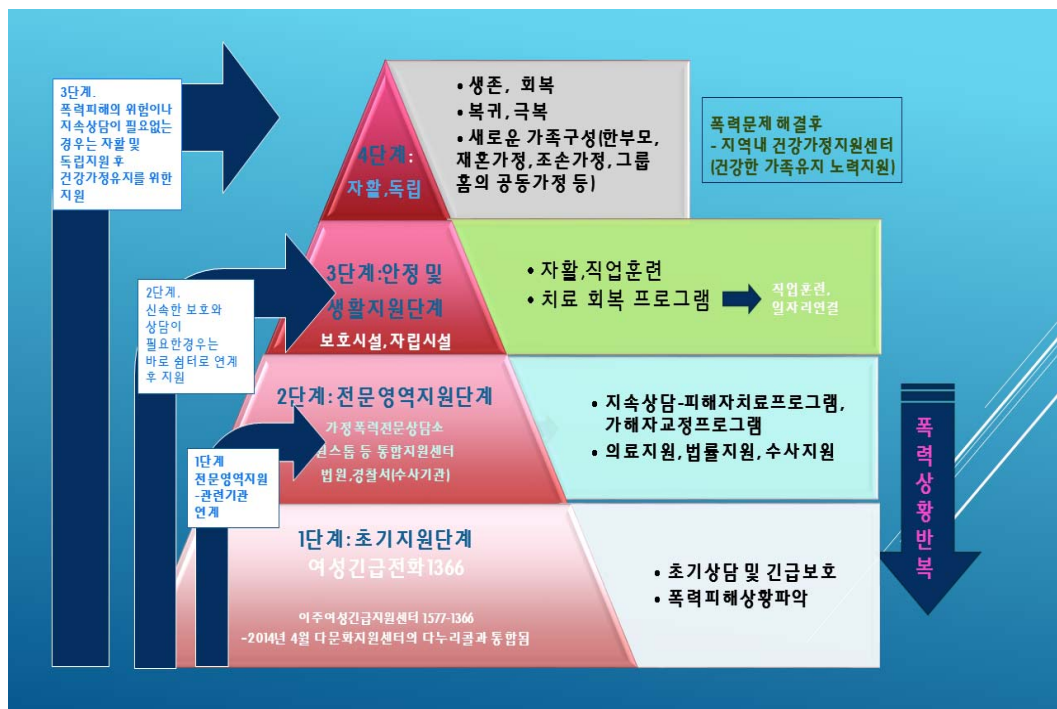 3단계.
폭력피해의 위험이나
지속상담이 필요없는
경우는 자활 및
독립지원 후
건강가정유지를 위한
지원
4단계:
자활,독립
• 생존, 회복
• 복귀,극복
• 새로운 가족구성(한부모,
재혼가정,조손가정,그룹
홈의 공동가정 등)
폭력문제 해결후
- 지역내 건강가정지원센터
(건강한 가족유지 노력지원)
2단계.
신속한 보호와
상담이
필요한경우는
바로 쉼터로 연계
후 지원
3단계:안정 및
생활지원단계
보호시설,자립시설
• 자활,직업훈련
• 치료 회복 프로그램
직업훈련,
일자리연결
1단계
전문영역지원
-관련기관
연계
2단계:전문영역지원단계
가정폭력전문상담소
원스톱 등 통합지원센터
법원,경찰서(수사기관)
• 지속상담-피해자치료프로그램,
가해자교정프로그램
• 의료지원,법률지원,수사지원
폭력상황반복
1단계:초기지원단계
여성긴급전화1366
이주여성긴급지원센터 1577-1366
-2014년 4월 다문화지원센터의 다누리콜과 통합됨
• 초기상담 및 긴급보호
• 폭력피해상황파악